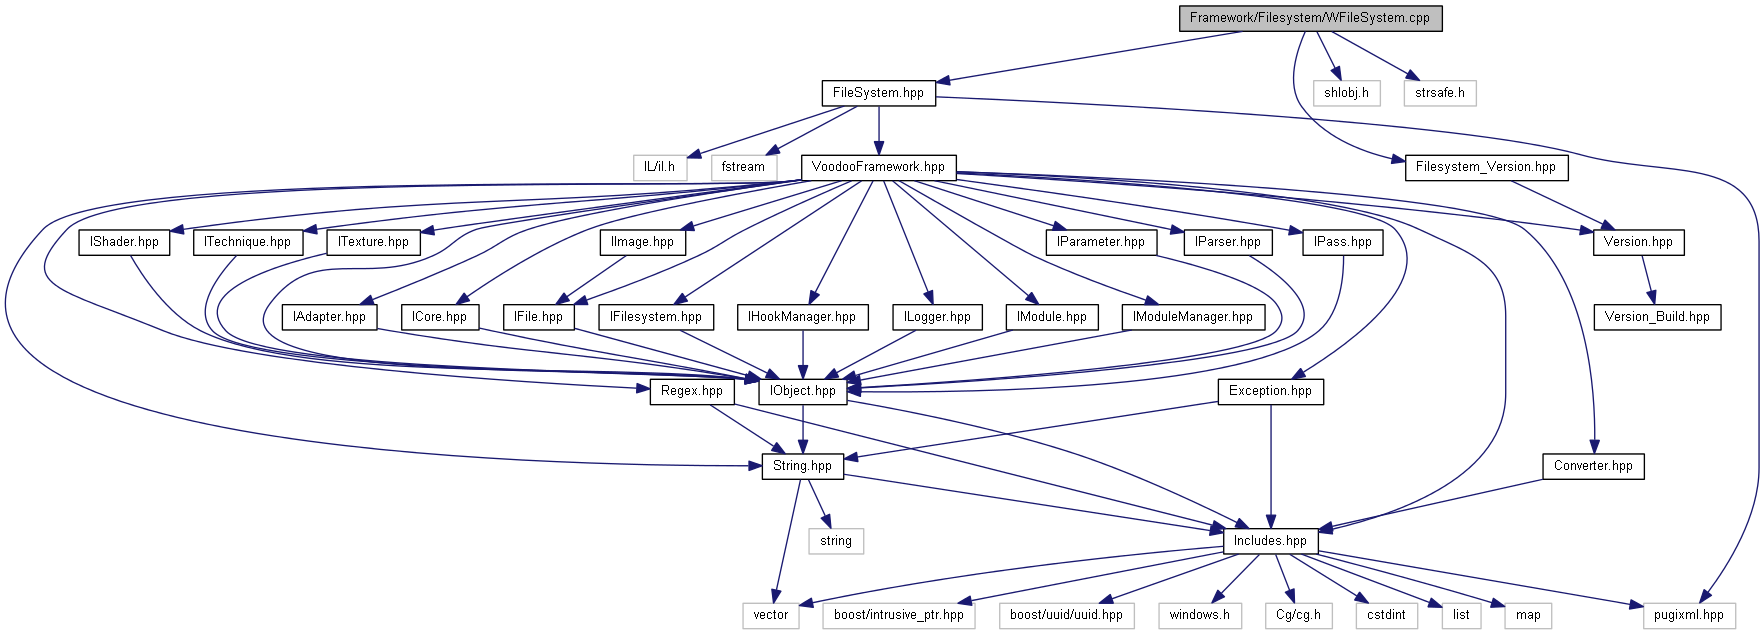 Framework/Filesystem/WFileSystem.cpp
FileSystem.hpp
shlobj.h
strsafe.h
IL/il.h
fstream
VoodooFramework.hpp
Filesystem_Version.hpp
IShader.hpp
ITechnique.hpp
ITexture.hpp
IImage.hpp
IParameter.hpp
IParser.hpp
IPass.hpp
Version.hpp
IAdapter.hpp
ICore.hpp
IFile.hpp
IFilesystem.hpp
IHookManager.hpp
ILogger.hpp
IModule.hpp
IModuleManager.hpp
Version_Build.hpp
Regex.hpp
IObject.hpp
Exception.hpp
String.hpp
Converter.hpp
string
Includes.hpp
vector
boost/intrusive_ptr.hpp
boost/uuid/uuid.hpp
windows.h
Cg/cg.h
cstdint
list
map
pugixml.hpp